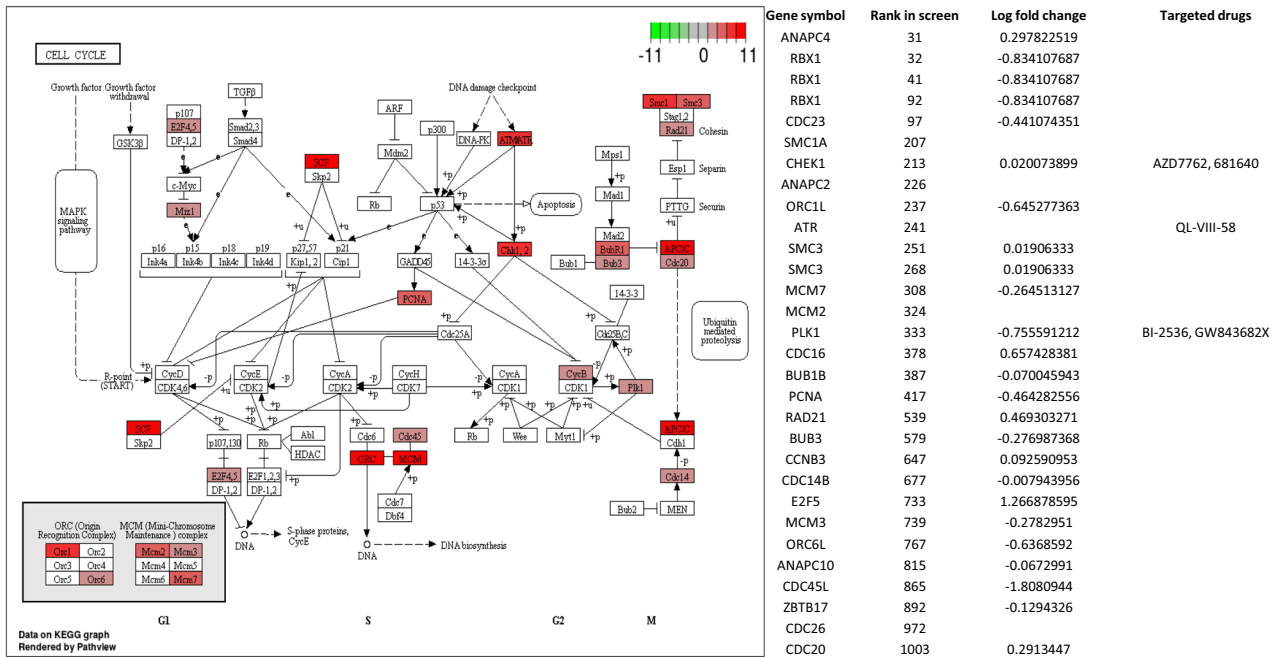 CELL CYCLE
-11 0 11
Growth factor
Growth factor
withdrawal
GSK3β
MAPK
signaling
pathway
R-point
(START)
p107
E2F4,5
DP-1,2
TGFβ
Smad2,3
Smad4
c-Myc
Miz1
p16 p15 p18 p19
Ink4a Ink4b Ink4c Ink4d
SCF
Skp2
p27,57 p21
Kip1, 2 Cip1
ARF
Mdm2
Rb
p300
DNA damage checkpoint
DNA-PK
ATM/ATR
p53
Apoptosis
GADD45
14-3-3σ
Chk1, 2
PCNA
Mps1
Mad1
Mad2
BubR1
Bub1
Bub3
Smc1 Smc3
Stag1,2
Rad21
Cohesin
Esp1
Separin
PTTG
Securin
APC/C
Cdc20
14-3-3
Cdc25A
Cdc25B,C
Ubiquitin
mediated
proteolysis
CycD
CDK4,6
CycE
CDK2
CycA
CDK2
CycH
CDK7
CycA
CDK1
CycB
CDK1
Plk1
SCF
Skp2
p107,130
Rb
Abl
HDAC
Cdc6
Cdc45
ORC
MCM
Cdc7
Dbf4
Rb
Wee
Myt1
APC/C
Cdh1
Cdc14
Bub2
MEN
E2F4,5
DP-1,2
E2F1,2,3
DP-1,2
DNA
S-phase proteins,
CycE
DNA
DNA biosynthesis
ORC (Origin
Recognition Complex)
MCM (Mini-Chromosome
Maintenance ) complex
Orc1 Orc2
Orc3 Orc4
Orc5 Orc6
Mcm2 Mcm3
Mcm4 Mcm5
Mcm6 Mcm7
G1 S G2 M
Data on KEGG graph
Rendered by Pathview
Gene symbol Rank in screen Log fold change Targeted drugs
ANAPC4 31 0.297822519
RBX1 32 -0.834107687
RBX1 41 -0.834107687
RBX1 92 -0.834107687
CDC23 97 -0.441074351
SMC1A 207
CHEK1 213 0.020073899 AZD7762, 681640
ANAPC2 226
ORC1L 237 -0.645277363
ATR 241 QL-VIII-58
SMC3 251 0.01906333
SMC3 268 0.01906333
MCM7 308 -0.264513127
MCM2 324
PLK1 333 -0.755591212 BI-2536, GW843682X
CDC16 378 0.657428381
BUB1B 387 -0.070045943
PCNA 417 -0.464282556
RAD21 539 0.469303271
BUB3 579 -0.276987368
CCNB3 647 0.092590953
CDC14B 677 -0.007943956
E2F5 733 1.266878595
MCM3 739 -0.2782951
ORC6L 767 -0.6368592
ANAPC10 815 -0.0672991
CDC45L 865 -1.8080944
ZBTB17 892 -0.1294326
CDC26 972
CDC20 1003 0.2913447